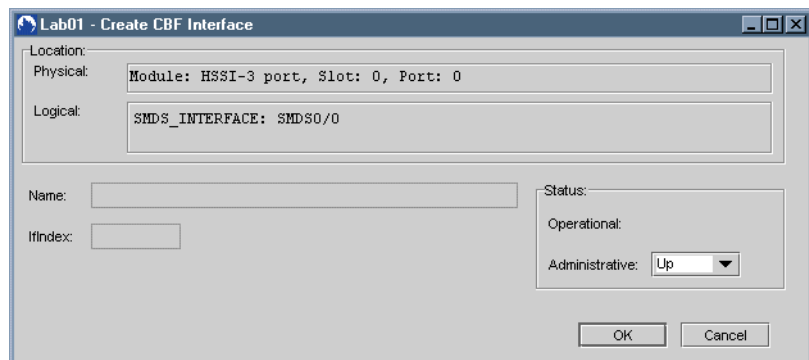 Lab01 - Create CBF Interface
Location:
Physical: Module: HSSI-3 port, Slot: 0, Port: 0
Logical: SMDS_INTERFACE: SMDS0/0
Name:
IfIndex:
Status:
Operational:
Administrative: Up
OK Cancel